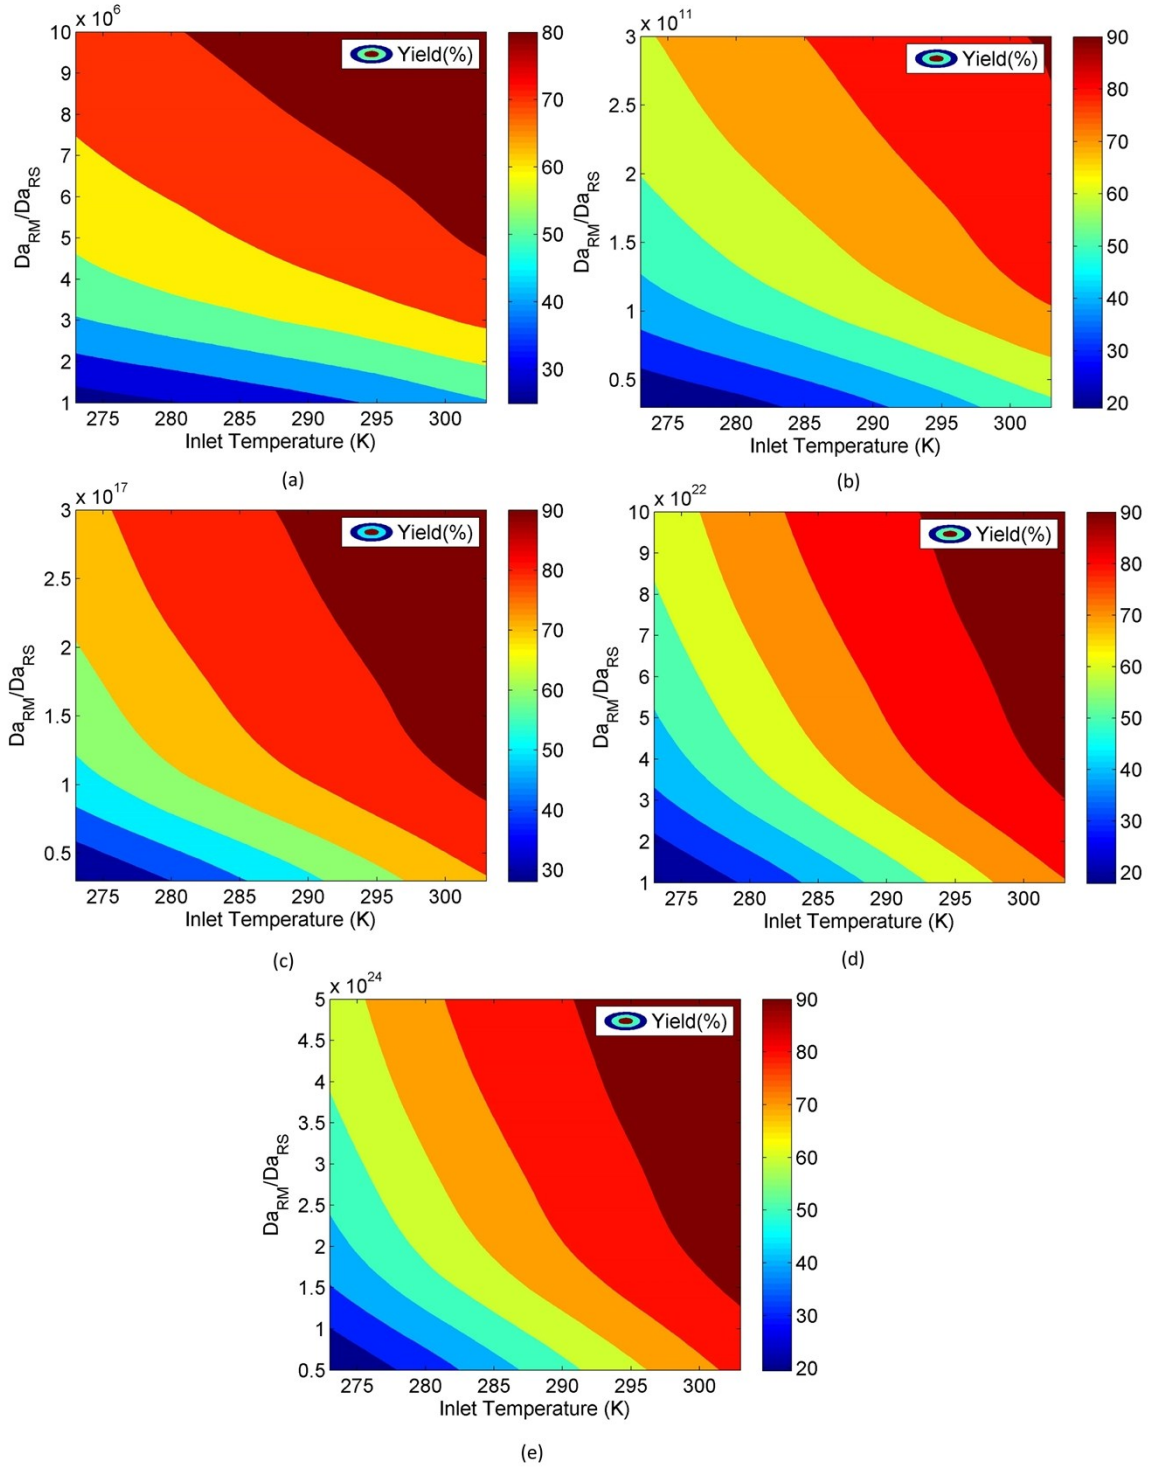 x 10^6
Yield(%)
10
9
8
7
6
5
4
3
2
1
Da_RM/Da_RS
275 280 285 290 295 300
Inlet Temperature (K)
80
70
60
50
40
30
(a)
x 10^11
Yield(%)
3
2.5
2
1.5
1
0.5
Da_RM/Da_RS
275 280 285 290 295 300
Inlet Temperature (K)
90
80
70
60
50
40
30
20
(b)
x 10^17
Yield(%)
3
2.5
2
1.5
1
0.5
Da_RM/Da_RS
275 280 285 290 295 300
Inlet Temperature (K)
90
80
70
60
50
40
30
(c)
x 10^22
Yield(%)
10
9
8
7
6
5
4
3
2
1
Da_RM/Da_RS
275 280 285 290 295 300
Inlet Temperature (K)
90
80
70
60
50
40
30
20
(d)
x 10^24
Yield(%)
5
4.5
4
3.5
3
2.5
2
1.5
1
0.5
Da_RM/Da_RS
275 280 285 290 295 300
Inlet Temperature (K)
90
80
70
60
50
40
30
20
(e)